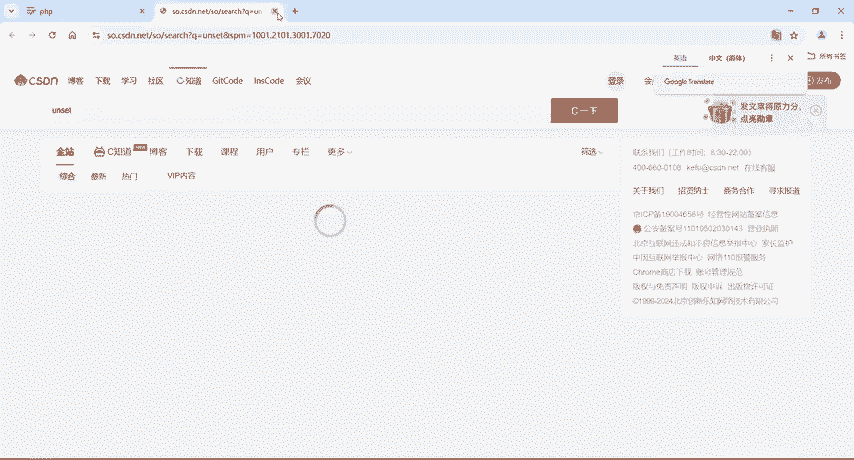 php
so.csdn.net/so/search?q=un
so.csdn.net/so/search?q=unset&spm=1001.2101.3001.7020
所有书签
英语 中文（简体）
Google Translate
CSDN 博客 下载 学习 社区 C知道 GitCode InsCode 会议 登录 会 发布
unset C一下
发文章得原力分，
点亮勋章
全站 C知道 博客 下载 课程 用户 专栏 更多 筛选
综合 最新 热门 VIP内容
联系我们（工作时间：8:30-22:00）
400-660-0108 kefu@csdn.net 在线客服
关于我们 招贤纳士 商务合作 寻求报道
京ICP备19004658号 经营性网站备案信息
公安备案号11010502030143 营业执照
北京互联网违法和不良信息举报中心 家长监护
中国互联网举报中心 网络110报警服务
Chrome商店下载 账号管理规范
版权与免责声明 版权申诉 出版物许可证
©1999-2024北京创新乐知网络技术有限公司